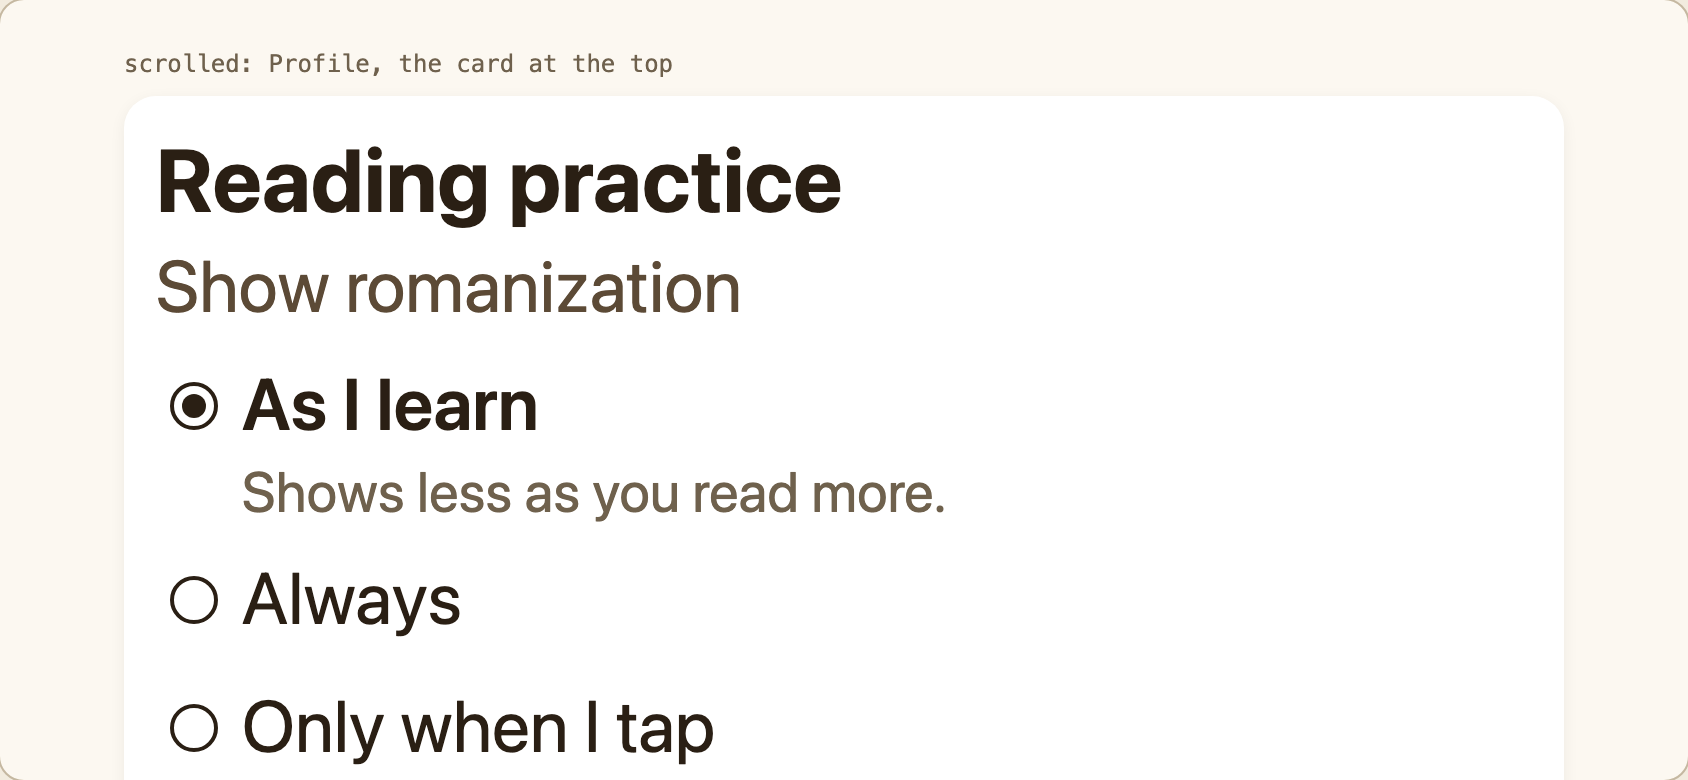 scrolled: Profile, the card at the top
Reading practice
Show romanization
As I learn
Shows less as you read more.
Always
Only when I tap